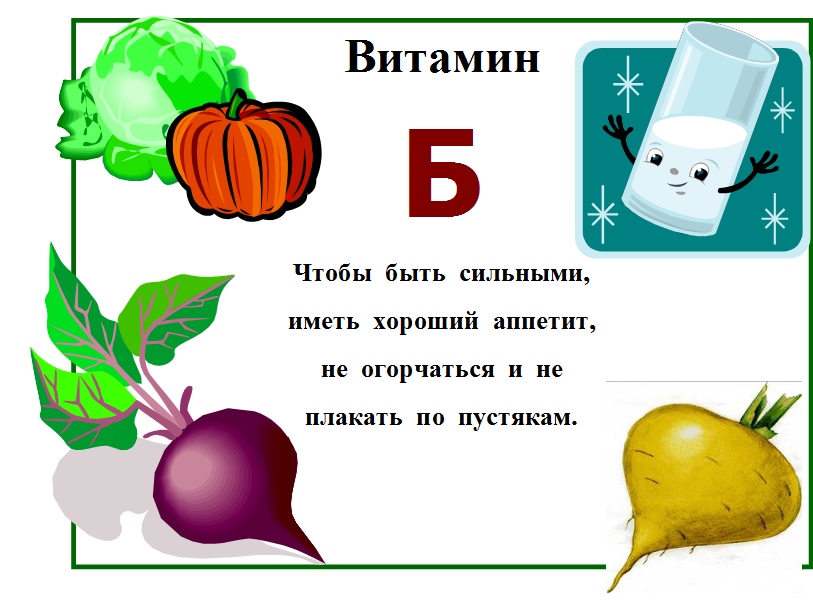 Витамин
Б
Чтобы быть сильными,
иметь хороший аппетит,
не огорчаться и не
плакать по пустякам.